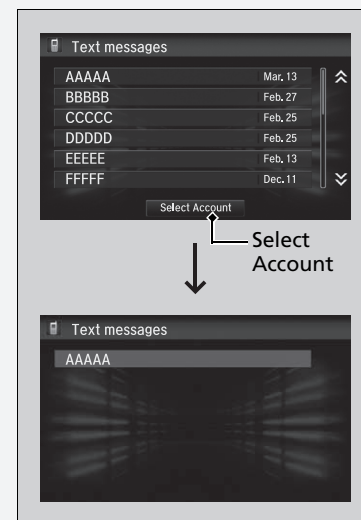 Text messages
AAAAA Mar. 13
BBBBB Feb. 27
CCCCC Feb. 25
DDDDD Feb. 25
EEEEE Feb. 13
FFFFF Dec. 11
Select Account
Select
Account
Text messages
AAAAA